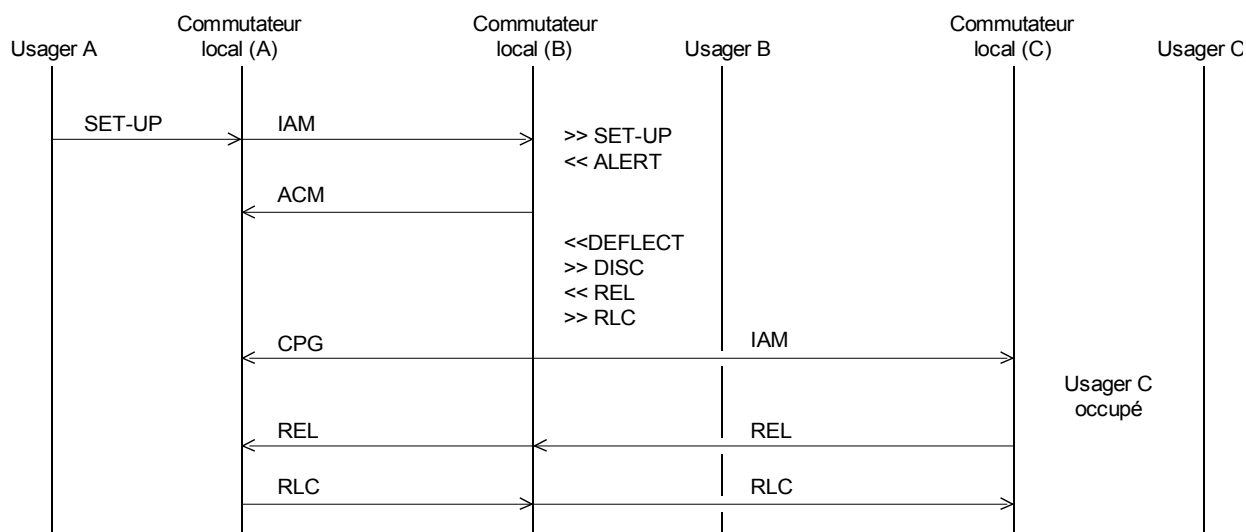 Usager A
Commutateur
local (A)
Commutateur
local (B)
Usager B
Commutateur
local (C)
Usager C
SET-UP
IAM
>> SET-UP
<< ALERT
ACM
<<DEFLECT
>> DISC
<< REL
>> RLC
CPG
IAM
Usager C
occupé
REL
REL
RLC
RLC